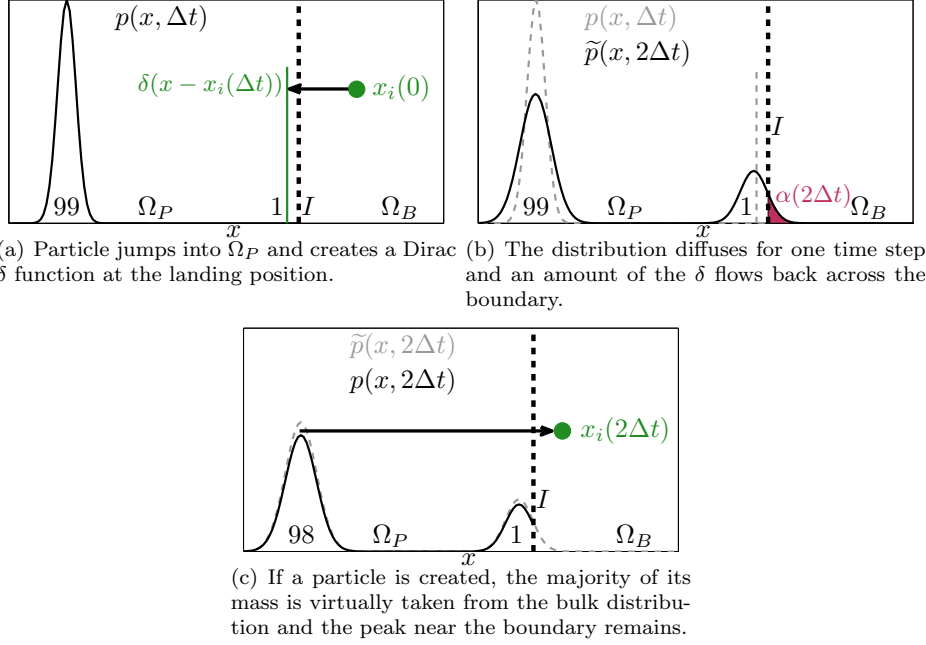 p(x, Δt)
δ(x − xᵢ(Δt))
xᵢ(0)
99
Ω_P
1
I
Ω_B
x
(a) Particle jumps into Ω_P and creates a Dirac
δ function at the landing position.
p(x, Δt)
p̃(x, 2Δt)
I
α(2Δt)
99
Ω_P
1
Ω_B
x
(b) The distribution diffuses for one time step
and an amount of the δ flows back across the
boundary.
p̃(x, 2Δt)
p(x, 2Δt)
xᵢ(2Δt)
I
98
Ω_P
1
Ω_B
x
(c) If a particle is created, the majority of its
mass is virtually taken from the bulk distribu-
tion and the peak near the boundary remains.